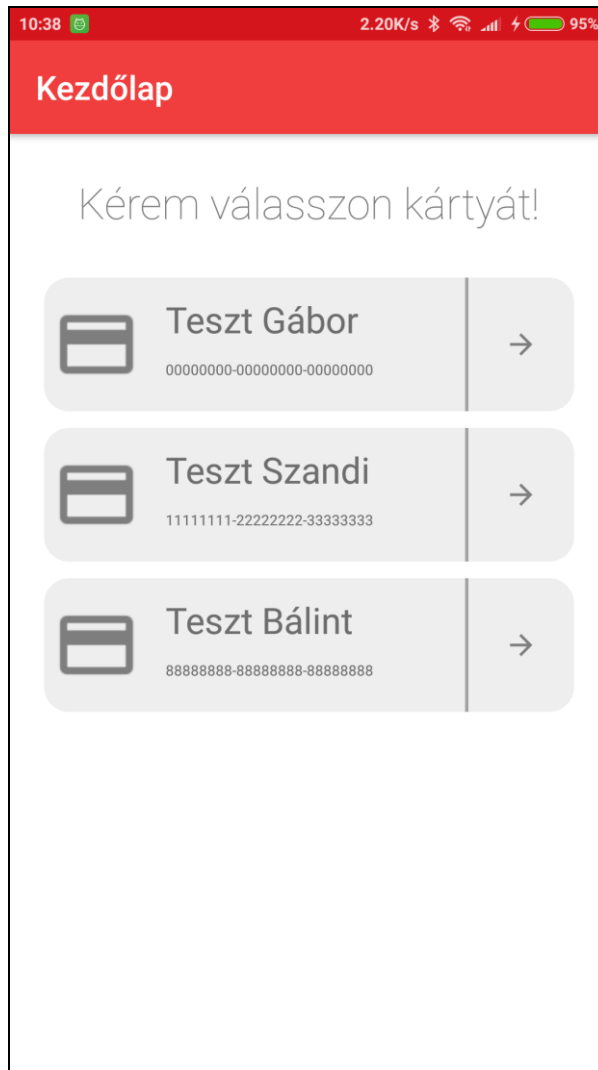 10:38 2.20K/s 95%
Kezdőlap
Kérem válasszon kártyát!
Teszt Gábor
00000000-00000000-00000000
Teszt Szandi
11111111-22222222-33333333
Teszt Bálint
88888888-88888888-88888888